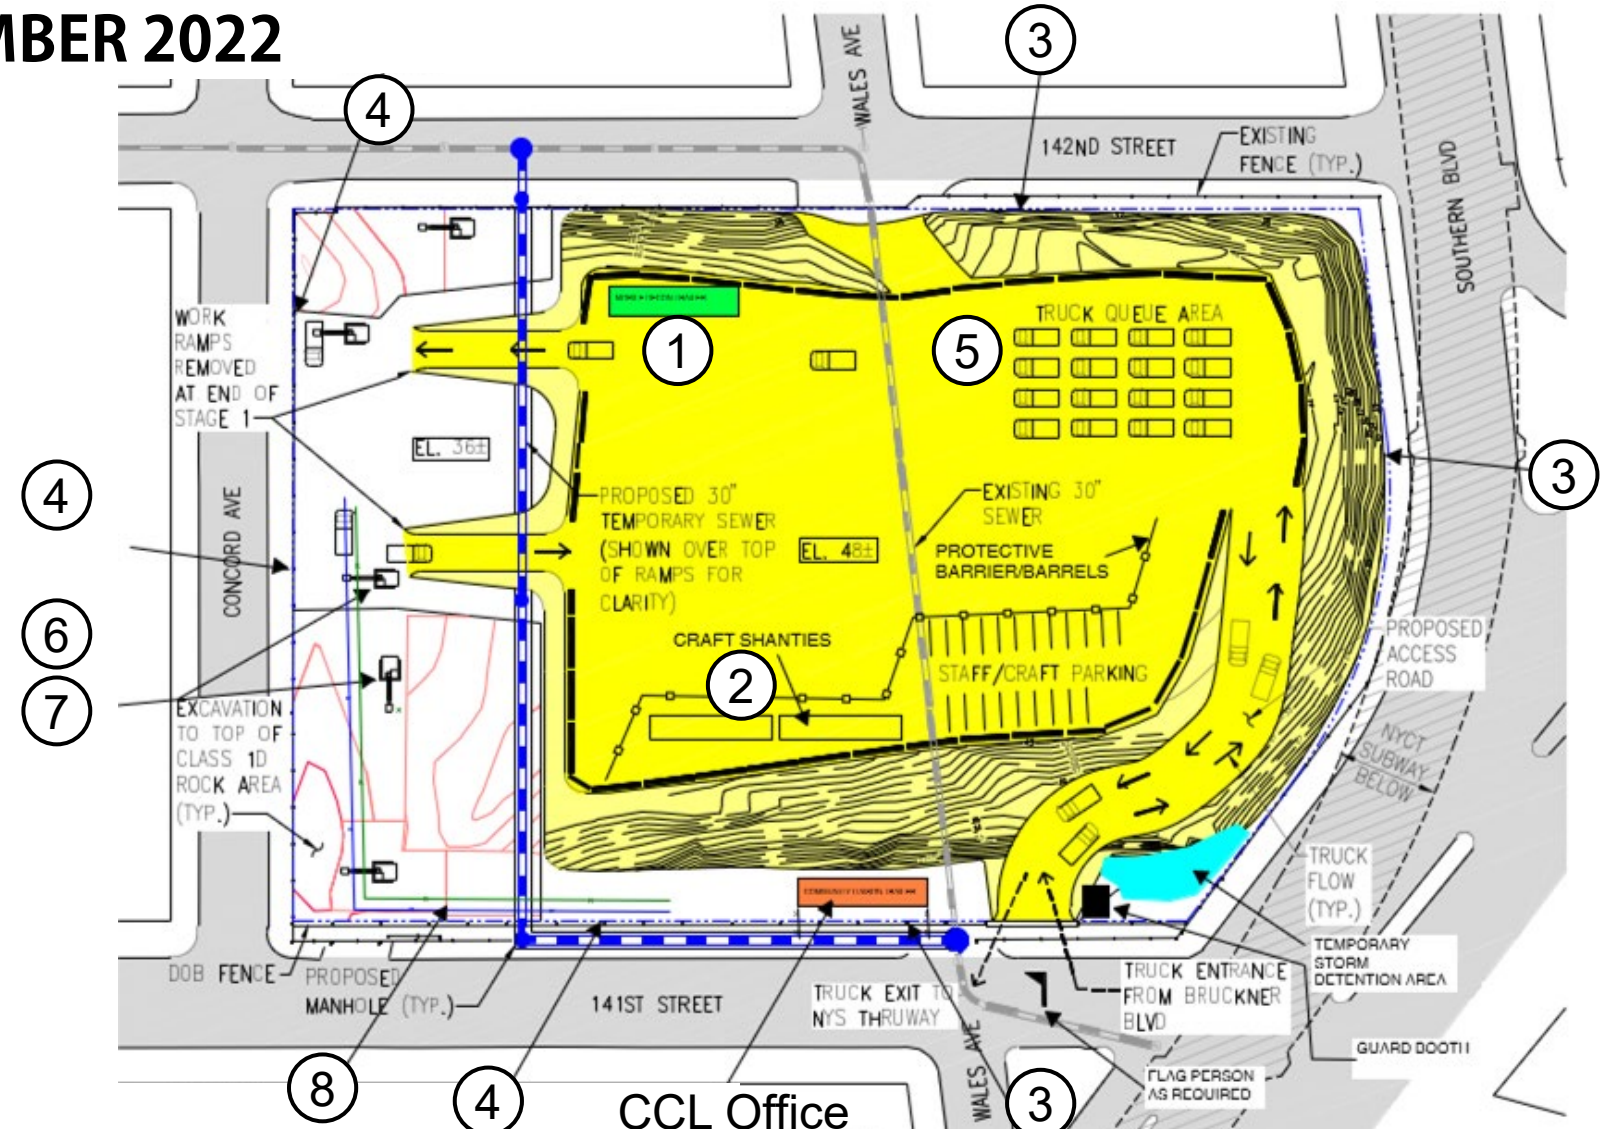 MBER 2022
3
4
WALES AVE
142ND STREET
EXISTING
FENCE (TYP.)
SOUTHERN BLVD
WORK
RAMPS
REMOVED
AT END OF
STAGE 1
1
5
TRUCK QUEUE AREA
EL. 36±
3
4
CONCORD AVE
PROPOSED 30"
TEMPORARY SEWER
(SHOWN OVER TOP
OF RAMPS FOR
CLARITY)
EXISTING 30"
SEWER
EL. 48±
PROTECTIVE
BARRIER/BARRELS
6
7
CRAFT SHANTIES
2
STAFF/CRAFT PARKING
PROPOSED
ACCESS
ROAD
EXCAVATION
TO TOP OF
CLASS 1D
ROCK AREA
(TYP.)
NYCT
SUBWAY
BELOW
TRUCK
FLOW
(TYP.)
DOB FENCE
PROPOSED
MANHOLE (TYP.)
141ST STREET
TRUCK EXIT TO
NYS THRUWAY
TRUCK ENTRANCE
FROM BRUCKNER
BLVD
TEMPORARY
STORM
DETENTION AREA
GUARD BOOTH
FLAG PERSON
AS REQUIRED
WALES AVE
8
4
CCL Office
3